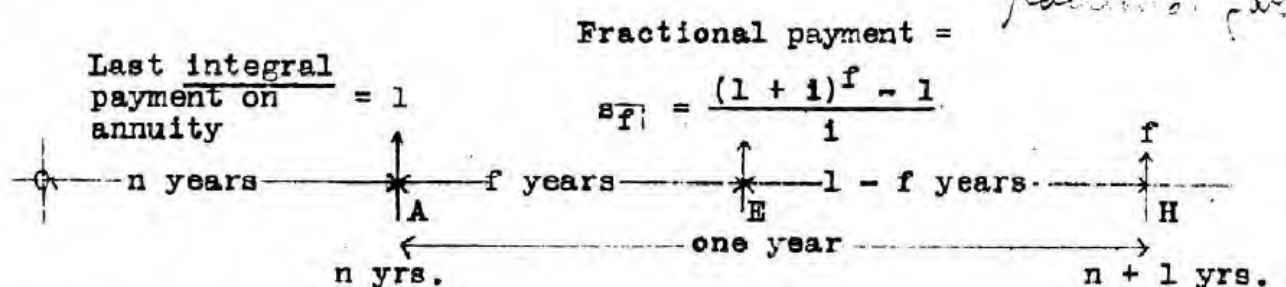 Fractional payment =
Last integral
payment on = 1
annuity
s_f̅| = ((1 + i)^f - 1) / i
f
n years f years 1 - f years
A E H
one year
n yrs. n + 1 yrs.